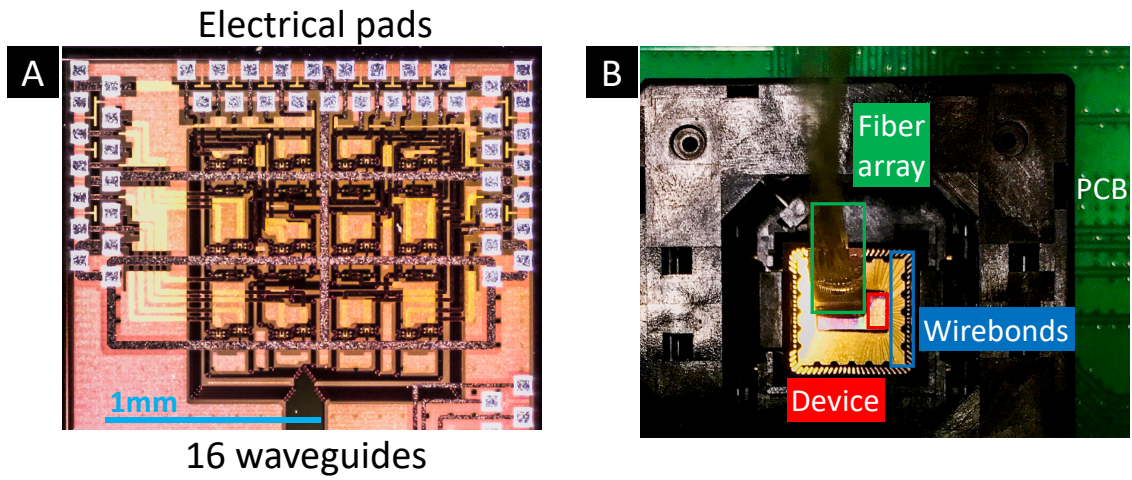 Electrical pads
A
1mm
16 waveguides
B
Fiber
array
PCB
Wirebonds
Device